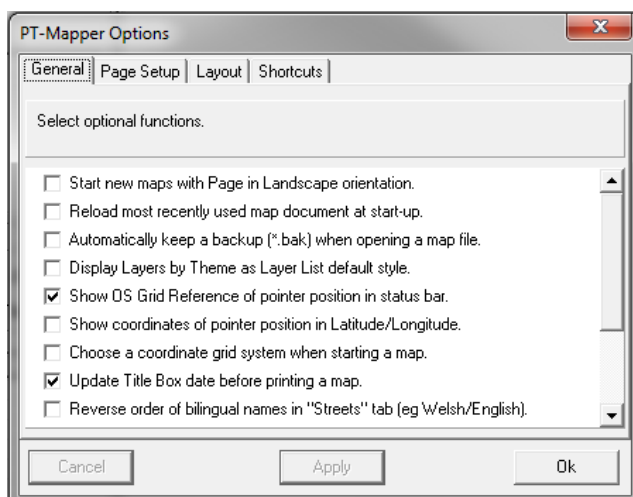 PT-Mapper Options
General Page Setup Layout Shortcuts
Select optional functions.
Start new maps with Page in Landscape orientation.
Reload most recently used map document at start-up.
Automatically keep a backup (*.bak) when opening a map file.
Display Layers by Theme as Layer List default style.
Show OS Grid Reference of pointer position in status bar.
Show coordinates of pointer position in Latitude/Longitude.
Choose a coordinate grid system when starting a map.
Update Title Box date before printing a map.
Reverse order of bilingual names in "Streets" tab (eg Welsh/English).
Cancel Apply Ok